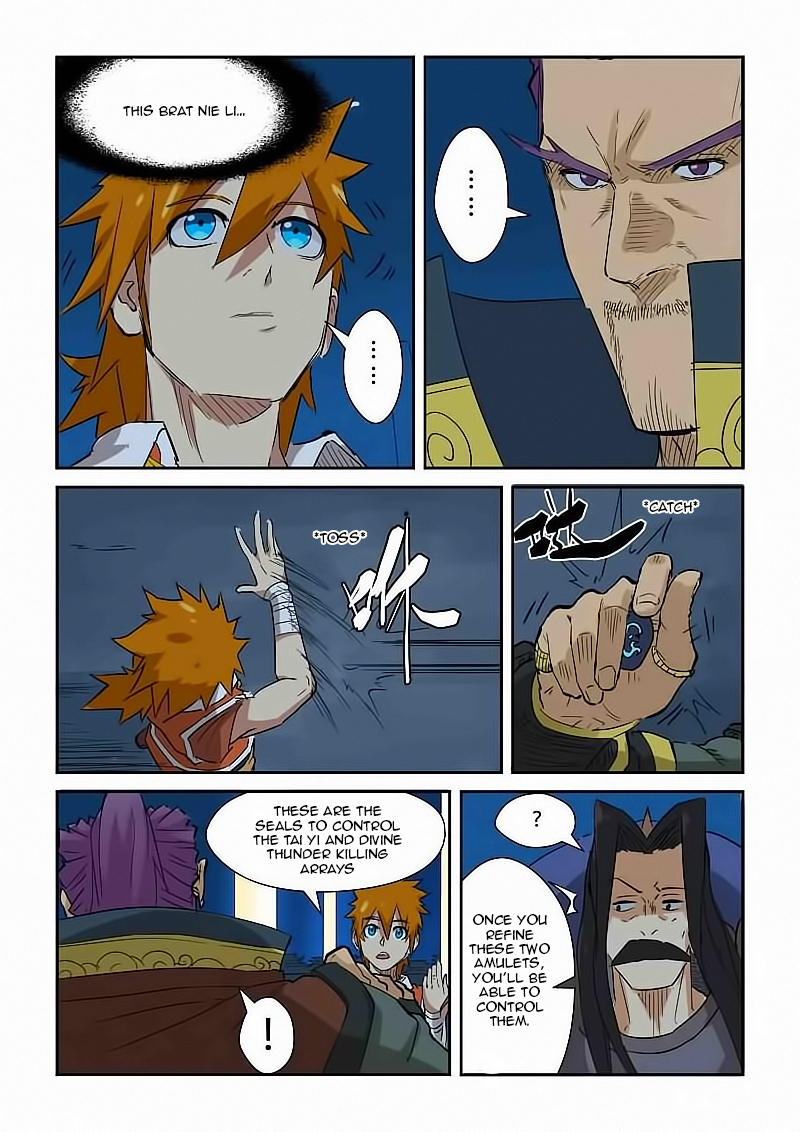 THIS BRAT NIE LI...
......
......
*TOSS*
*CATCH*
THESE ARE THE
SEALS TO CONTROL
THE TAI YI AND DIVINE
THUNDER KILLING
ARRAYS
!
?
ONCE YOU
REFINE
THESE TWO
AMULETS,
YOU'LL BE
ABLE TO
CONTROL
THEM.